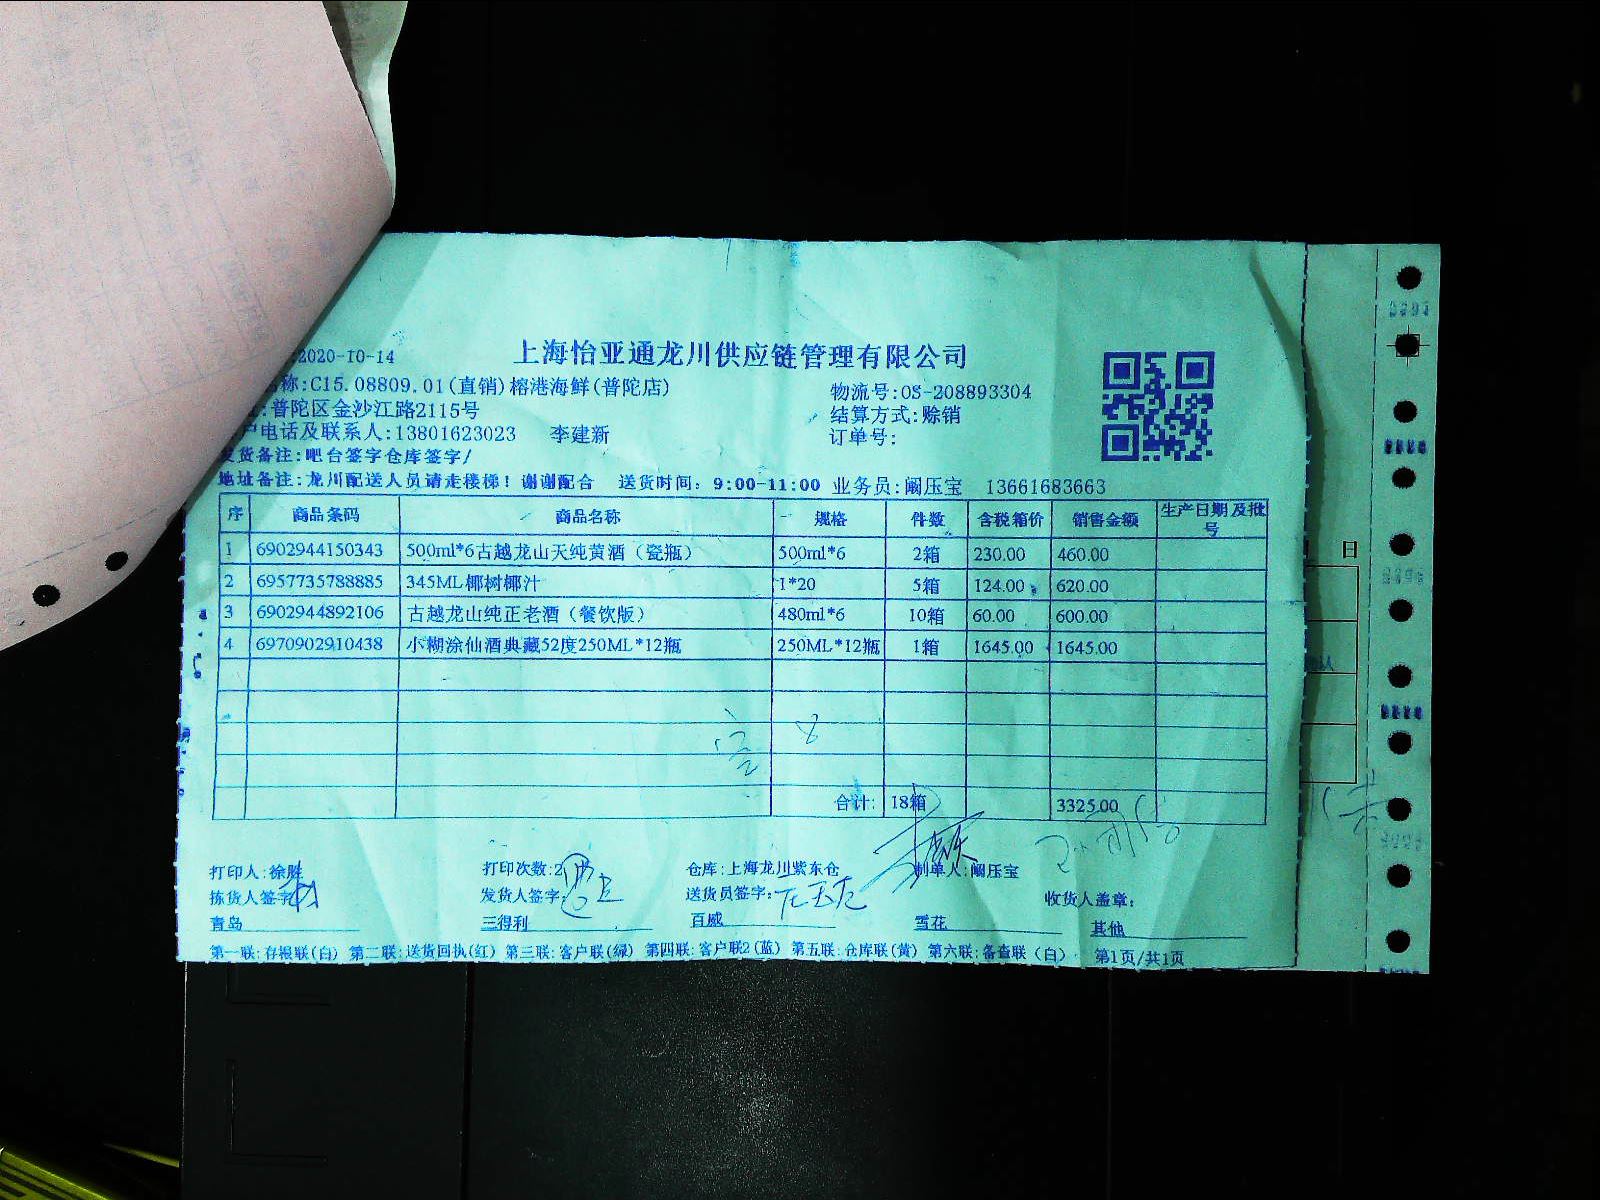 2020-10-14
上海怡亚通龙川供应链管理有限公司
称:C15.08809.01(直销)榕港海鲜(普陀店) 物流号:OS-208893304
:普陀区金沙江路2115号 结算方式:赊销
户电话及联系人:13801623023 李建新 订单号:
发货备注:吧台签字仓库签字/
地址备注:龙川配送人员请走楼梯!谢谢配合 送货时间:9:00-11:00 业务员:阚压宝 13661683663
序 商品条码 商品名称 规格 件数 含税箱价 销售金额 生产日期及批号
1 6902944150343 500ml*6古越龙山天纯黄酒(瓷瓶) 500ml*6 2箱 230.00 460.00
2 6957735788885 345ML椰树椰汁 1*20 5箱 124.00 620.00
3 6902944892106 古越龙山纯正老酒(餐饮版) 480ml*6 10箱 60.00 600.00
4 6970902910438 小糊涂仙酒典藏52度250ML*12瓶 250ML*12瓶 1箱 1645.00 1645.00
合计: 18箱 3325.00
打印人:徐胜 打印次数:2 仓库:上海龙川紫东仓 制单人:阚压宝
拣货人签字 发货人签字: 送货员签字: 收货人盖章:
青岛 三得利 百威 雪花 其他
第一联:存根联(白) 第二联:送货回执(红) 第三联:客户联(绿) 第四联:客户联2(蓝) 第五联:仓库联(黄) 第六联:备查联(白) 第1页/共1页
日